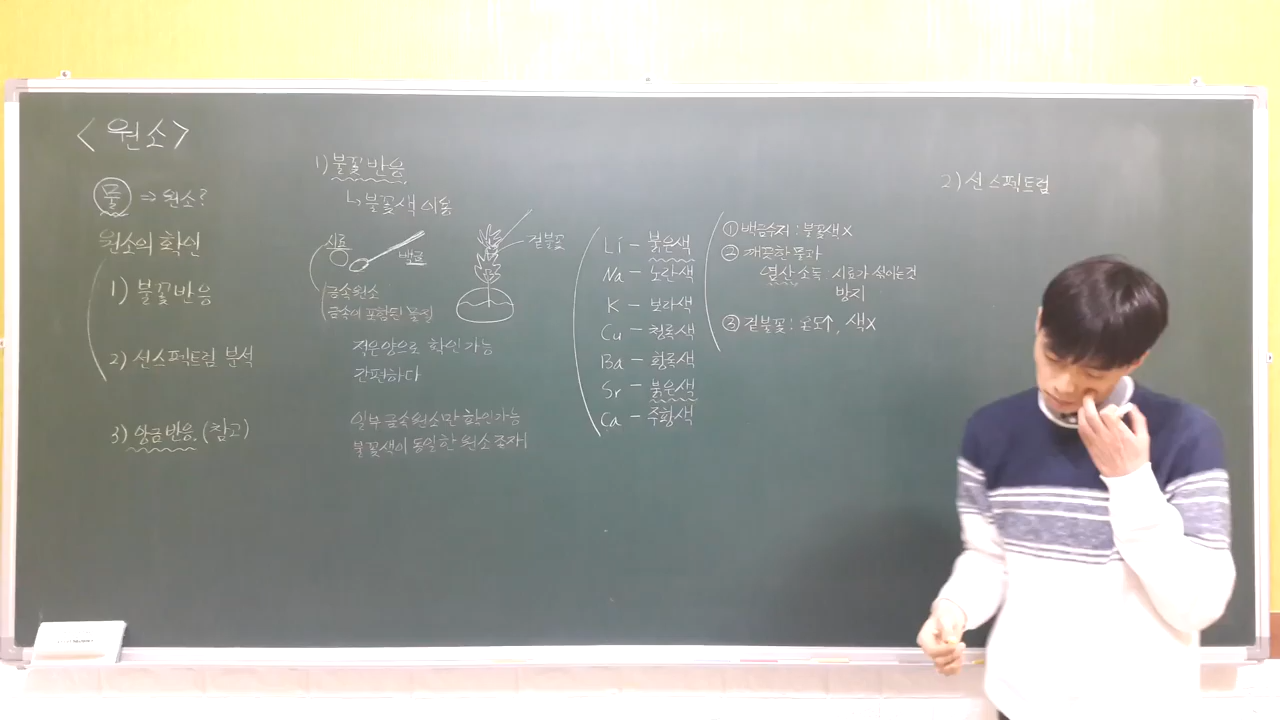 <원소>
물 ⇒ 원소?
원소의 확인
1) 불꽃반응
2) 선스펙트럼 분석
3) 앙금반응. (참고)
1) 불꽃 반응
↳ 불꽃색 이용
시료
백금
겉불꽃
금속원소
금속이 포함된 물질
적은양으로 확인 가능
간편하다
일부 금속원소만 확인가능
불꽃색이 동일한 원소 존재
Li - 붉은색
Na - 노란색
K - 보라색
Cu - 청록색
Ba - 황록색
Sr - 붉은색
Ca - 주황색
① 백금수저 : 불꽃색 X
② 깨끗한 물과
염산 소독 : 시료가 섞이는것
방지
③ 겉불꽃 : 온도↑, 색X
2) 선 스펙트럼